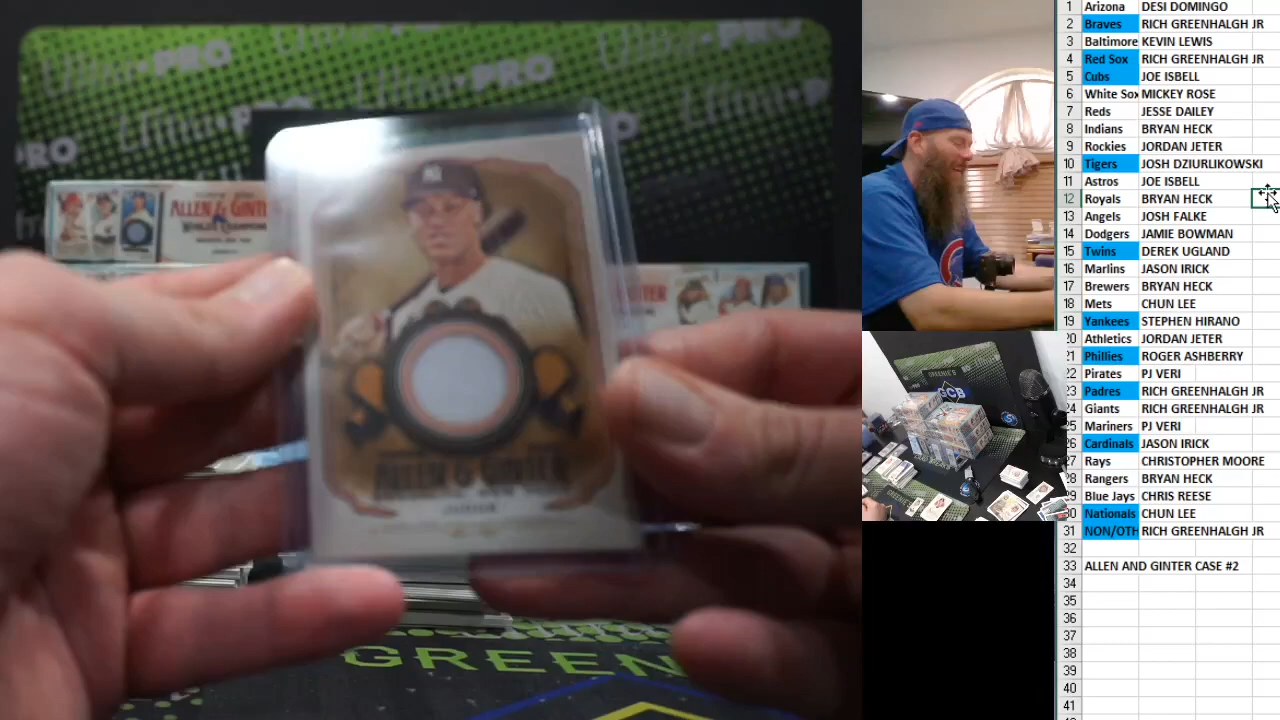 PRO
PRO
PRO
ALLEN & GINTER
WORLD'S CHAMPIONS
ALLEN & GINTER
GREEN
GREENIE'S
GCB
1 Arizona DESI DOMINGO
2 Braves RICH GREENHALGH JR
3 Baltimore KEVIN LEWIS
4 Red Sox RICH GREENHALGH JR
5 Cubs JOE ISBELL
6 White Sox MICKEY ROSE
7 Reds JESSE DAILEY
8 Indians BRYAN HECK
9 Rockies JORDAN JETER
10 Tigers JOSH DZIURLIKOWSKI
11 Astros JOE ISBELL
12 Royals BRYAN HECK
13 Angels JOSH FALKE
14 Dodgers JAMIE BOWMAN
15 Twins DEREK UGLAND
16 Marlins JASON IRICK
17 Brewers BRYAN HECK
18 Mets CHUN LEE
19 Yankees STEPHEN HIRANO
20 Athletics JORDAN JETER
21 Phillies ROGER ASHBERRY
22 Pirates PJ VERI
23 Padres RICH GREENHALGH JR
24 Giants RICH GREENHALGH JR
25 Mariners PJ VERI
26 Cardinals JASON IRICK
27 Rays CHRISTOPHER MOORE
28 Rangers BRYAN HECK
29 Blue Jays CHRIS REESE
30 Nationals CHUN LEE
31 NON/OTH RICH GREENHALGH JR
32
33 ALLEN AND GINTER CASE #2
34
35
36
37
38
39
40
41